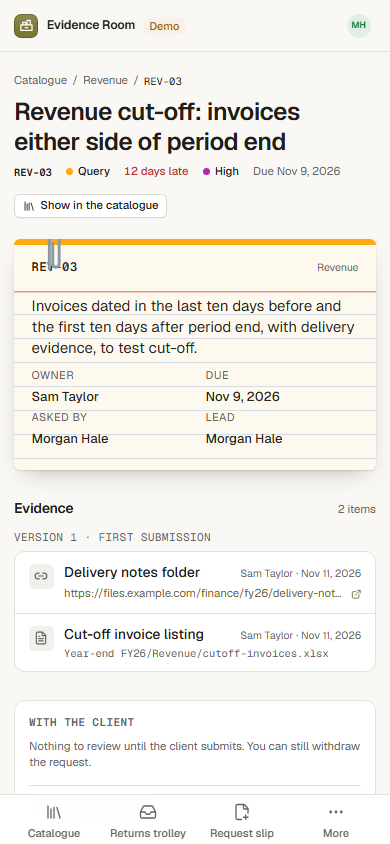 Evidence Room Demo MH
Catalogue / Revenue / REV-03
Revenue cut-off: invoices
either side of period end
REV-03 Query 12 days late High Due Nov 9, 2026
Show in the catalogue
REV-03 Revenue
Invoices dated in the last ten days before and
the first ten days after period end, with delivery
evidence, to test cut-off.
OWNER DUE
Sam Taylor Nov 9, 2026
ASKED BY LEAD
Morgan Hale Morgan Hale
Evidence 2 items
VERSION 1 · FIRST SUBMISSION
Delivery notes folder Sam Taylor · Nov 11, 2026
https://files.example.com/finance/fy26/delivery-not…
Cut-off invoice listing Sam Taylor · Nov 11, 2026
Year-end FY26/Revenue/cutoff-invoices.xlsx
WITH THE CLIENT
Nothing to review until the client submits. You can still withdraw
the request.
Catalogue Returns trolley Request slip More